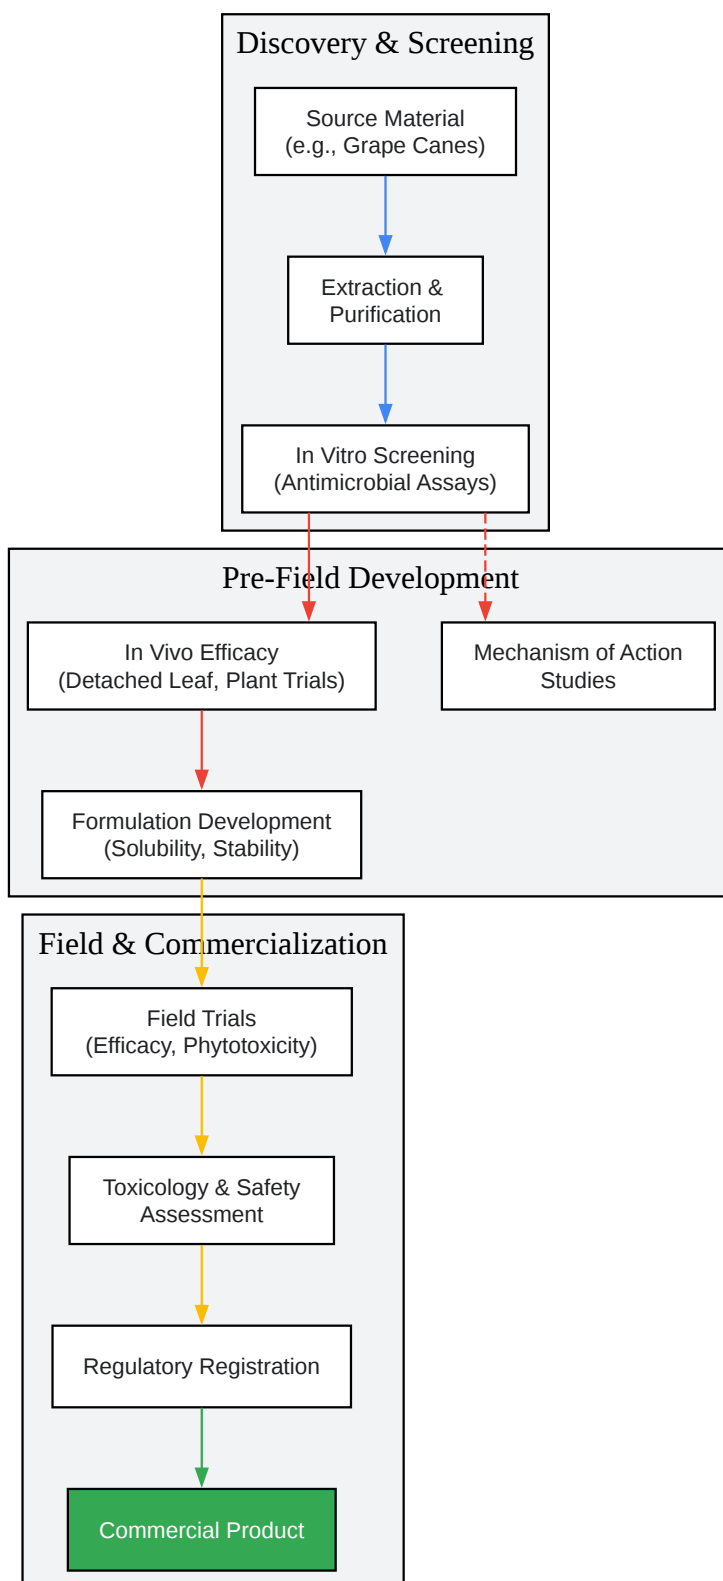 Discovery & Screening
Source Material
(e.g., Grape Canes)
Extraction &
Purification
In Vitro Screening
(Antimicrobial Assays)
Pre-Field Development
In Vivo Efficacy
(Detached Leaf, Plant Trials)
Mechanism of Action
Studies
Formulation Development
(Solubility, Stability)
Field & Commercialization
Field Trials
(Efficacy, Phytotoxicity)
Toxicology & Safety
Assessment
Regulatory Registration
Commercial Product